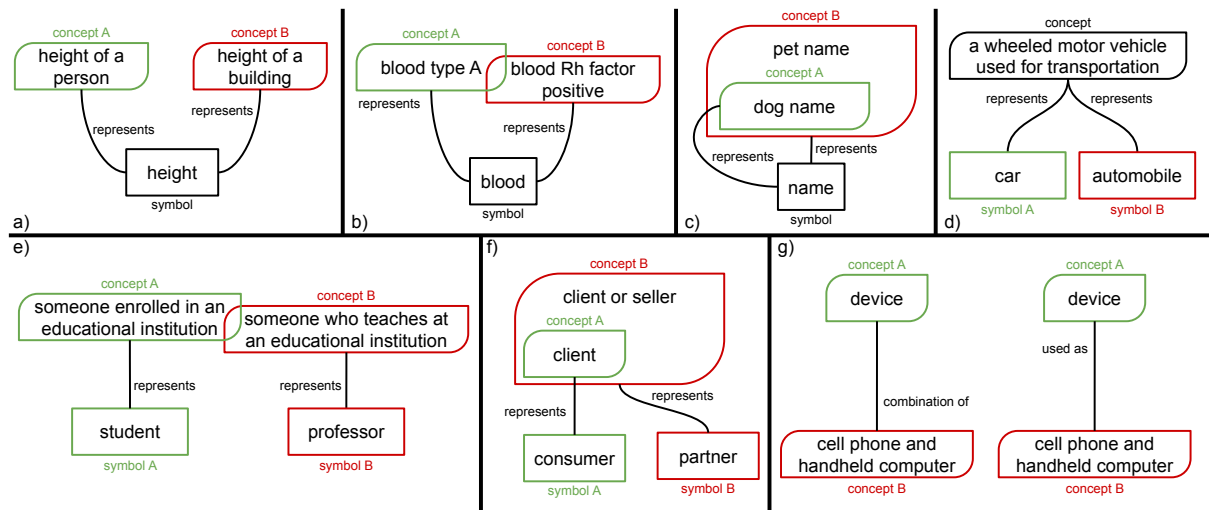 concept A
height of a
person
concept B
height of a
building
represents
represents
height
symbol
a)
concept A
blood type A
concept B
blood Rh factor
positive
represents
represents
blood
symbol
b)
concept B
pet name
concept A
dog name
represents
represents
name
symbol
c)
concept
a wheeled motor vehicle
used for transportation
represents
represents
car
automobile
symbol A
symbol B
d)
e)
concept A
someone enrolled in an
educational institution
concept B
someone who teaches at
an educational institution
represents
represents
student
professor
symbol A
symbol B
f)
concept B
client or seller
concept A
client
represents
represents
consumer
partner
symbol A
symbol B
g)
concept A
device
combination of
cell phone and
handheld computer
concept B
concept A
device
used as
cell phone and
handheld computer
concept B